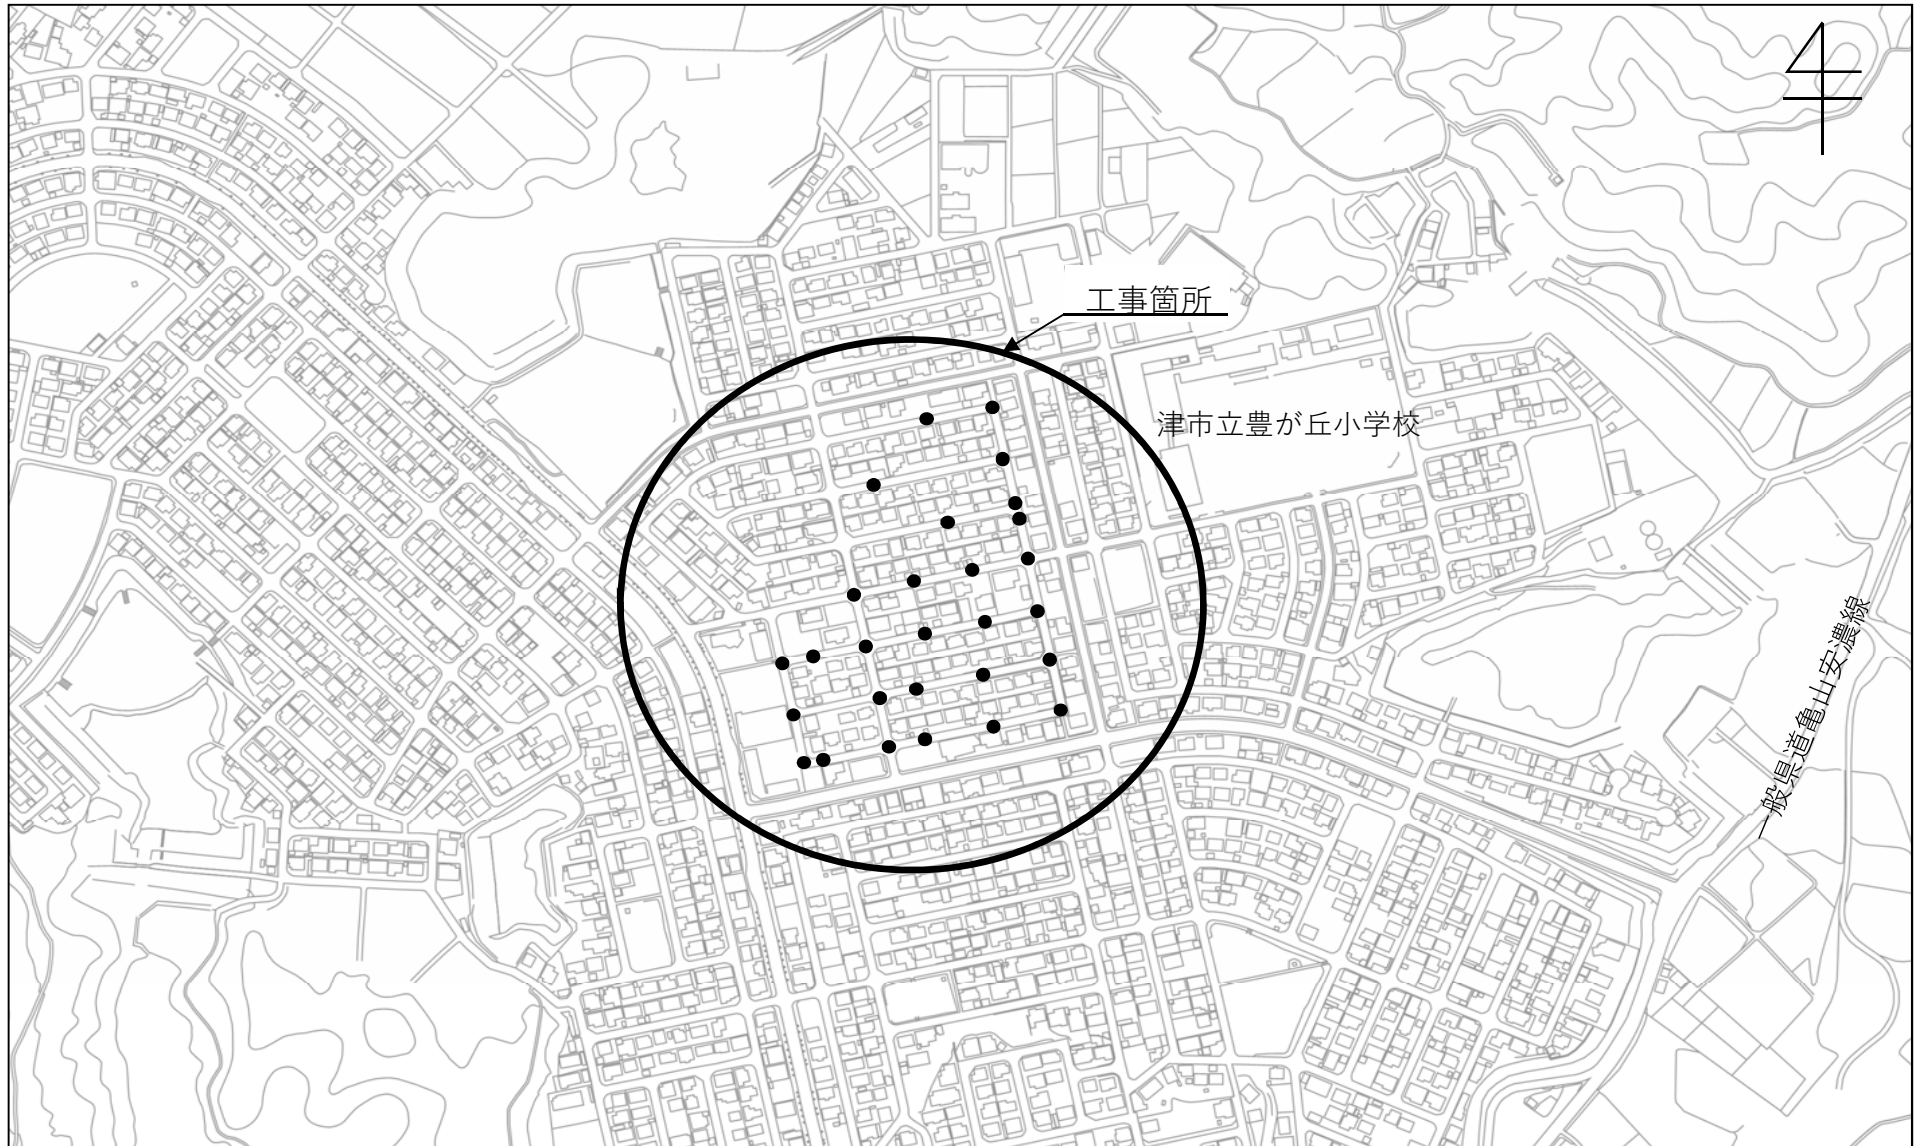 工事箇所
津市立豊が丘小学校
一般県道亀山安濃線